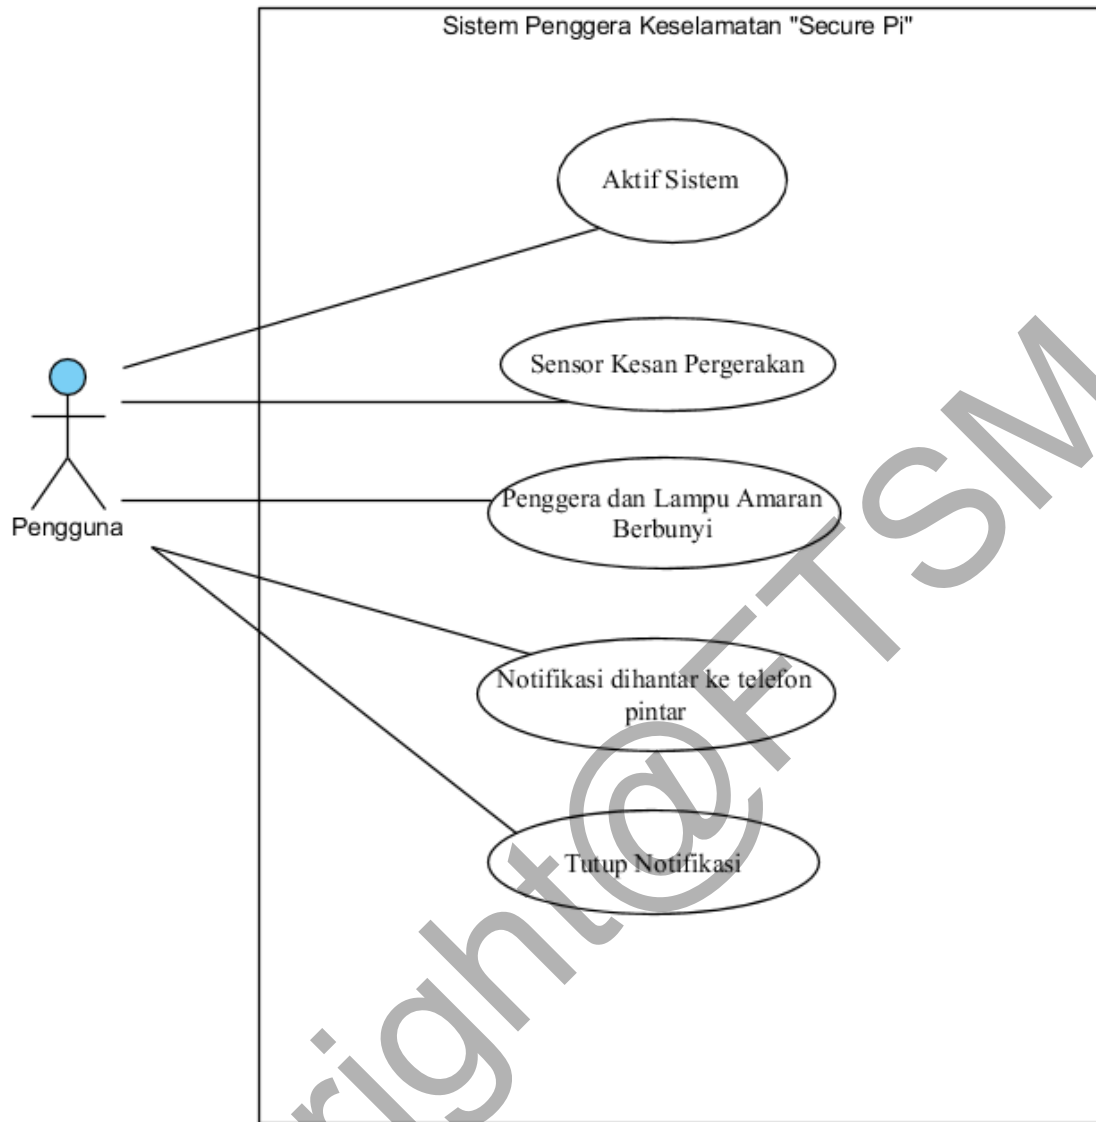 Sistem Penggera Keselamatan "Secure Pi"
Aktif Sistem
Sensor Kesan Pergerakan
Penggera dan Lampu Amaran
Berbunyi
Pengguna
Notifikasi dihantar ke telefon
pintar
Tutup Notifikasi
right@FTSM